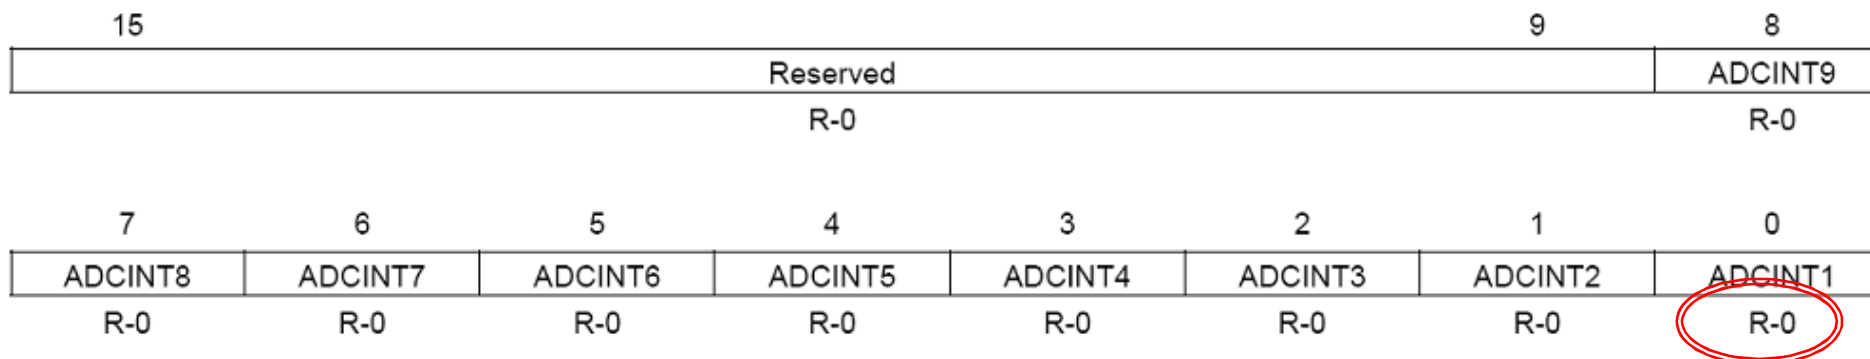 15 9 8
Reserved ADCINT9
R-0 R-0
7 6 5 4 3 2 1 0
ADCINT8 ADCINT7 ADCINT6 ADCINT5 ADCINT4 ADCINT3 ADCINT2 ADCINT1
R-0 R-0 R-0 R-0 R-0 R-0 R-0 R-0